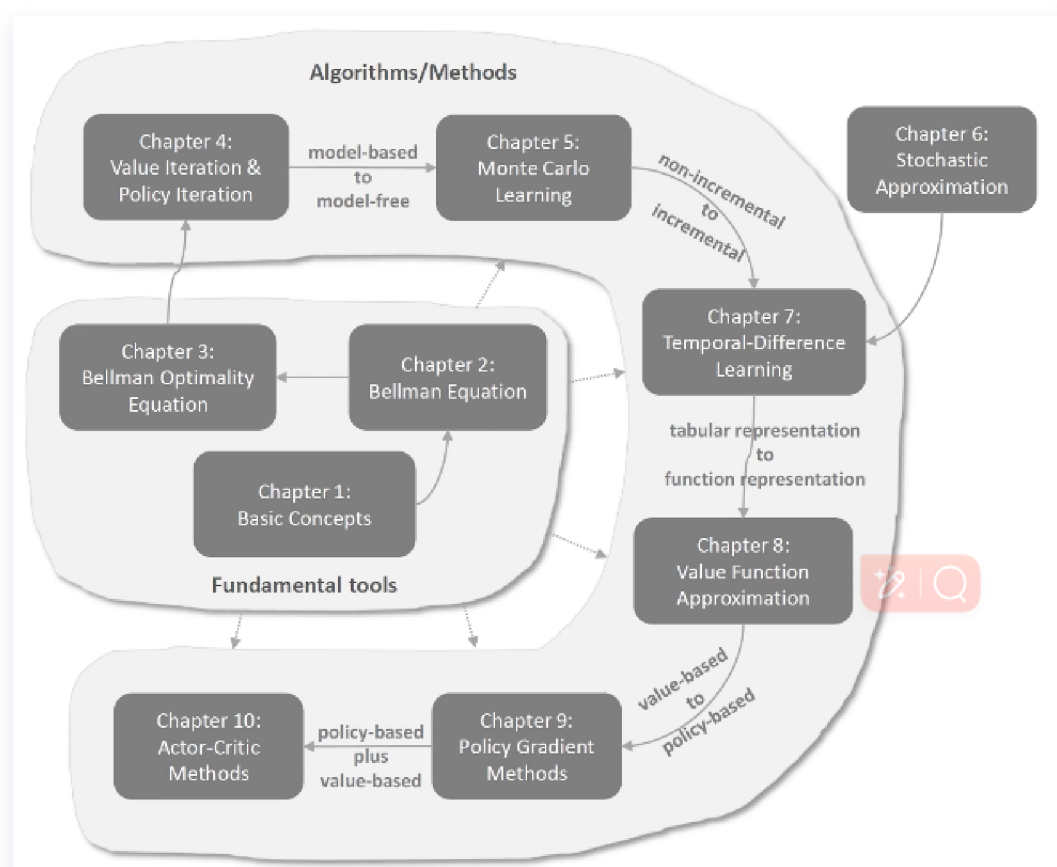 Algorithms/Methods
Chapter 4:
Value Iteration &
Policy Iteration
model-based
to
model-free
Chapter 5:
Monte Carlo
Learning
non-incremental
to
incremental
Chapter 6:
Stochastic
Approximation
Chapter 3:
Bellman Optimality
Equation
Chapter 2:
Bellman Equation
Chapter 1:
Basic Concepts
Fundamental tools
Chapter 7:
Temporal-Difference
Learning
tabular representation
to
function representation
Chapter 8:
Value Function
Approximation
value-based
to
policy-based
Chapter 9:
Policy Gradient
Methods
policy-based
plus
value-based
Chapter 10:
Actor-Critic
Methods